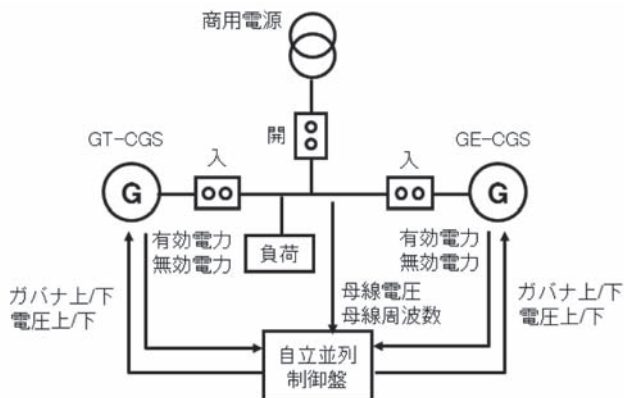 商用電源
開
GT-CGS
GE-CGS
入
入
G
G
有効電力
無効電力
負荷
有効電力
無効電力
ガバナ上/下
電圧上/下
母線電圧
母線周波数
ガバナ上/下
電圧上/下
自立並列
制御盤